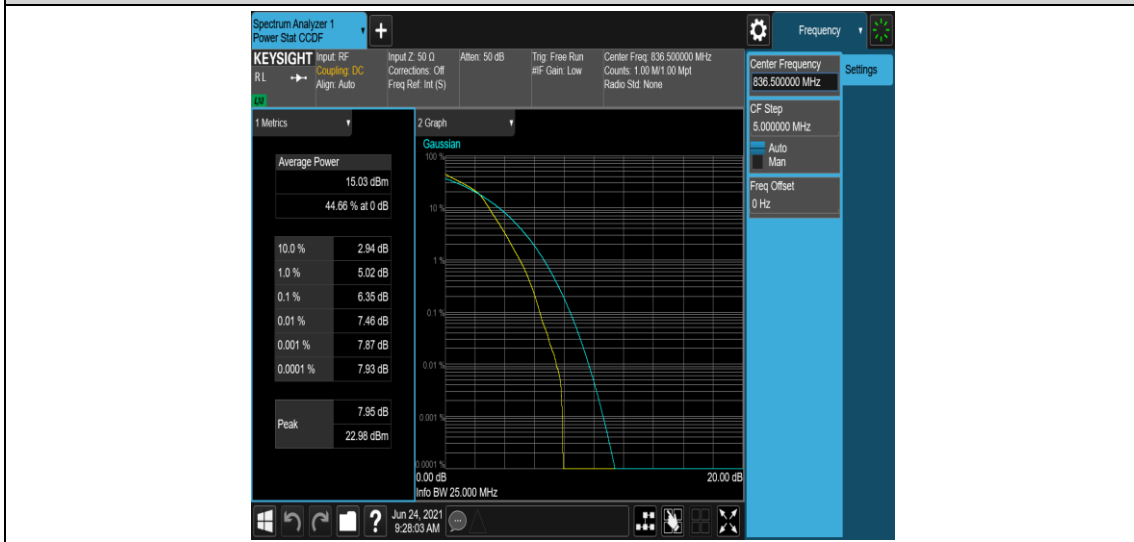 Spectrum Analyzer 1
Power Stat CCDF
+
Frequency
KEYSIGHT
Input: RF
Input Z: 50 Ω
Atten: 50 dB
Trig: Free Run
Center Freq: 836.500000 MHz
RL
Coupling: DC
Corrections: Off
#IF Gain: Low
Counts: 1.00 M/1.00 Mpt
Align: Auto
Freq Ref: Int (S)
Radio Std: None
LXI
Center Frequency
836.500000 MHz
Settings
CF Step
5.000000 MHz
Auto
Man
Freq Offset
0 Hz
1 Metrics
Average Power
15.03 dBm
44.66 % at 0 dB
10.0 % 2.94 dB
1.0 % 5.02 dB
0.1 % 6.35 dB
0.01 % 7.46 dB
0.001 % 7.87 dB
0.0001 % 7.93 dB
Peak
7.95 dB
22.98 dBm
2 Graph
Gaussian
100 %
10 %
1 %
0.1 %
0.01 %
0.001 %
0.0001 %
0.00 dB
20.00 dB
Info BW 25.000 MHz
?
Jun 24, 2021
9:28:03 AM